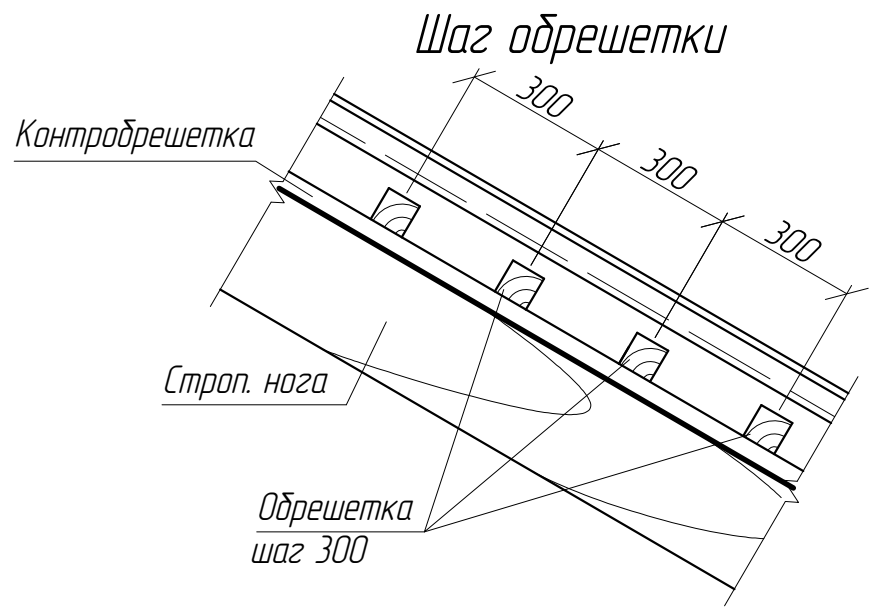 Шаг обрешетки
300
300
300
Контробрешетка
Строп. нога
Обрешетка
шаг 300